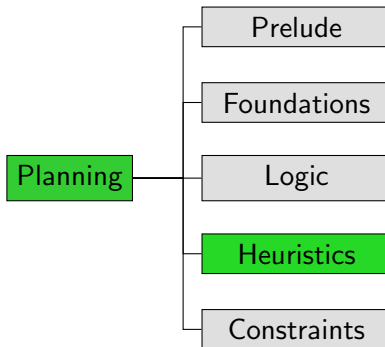 Prelude
Foundations
Planning
Logic
Heuristics
Constraints